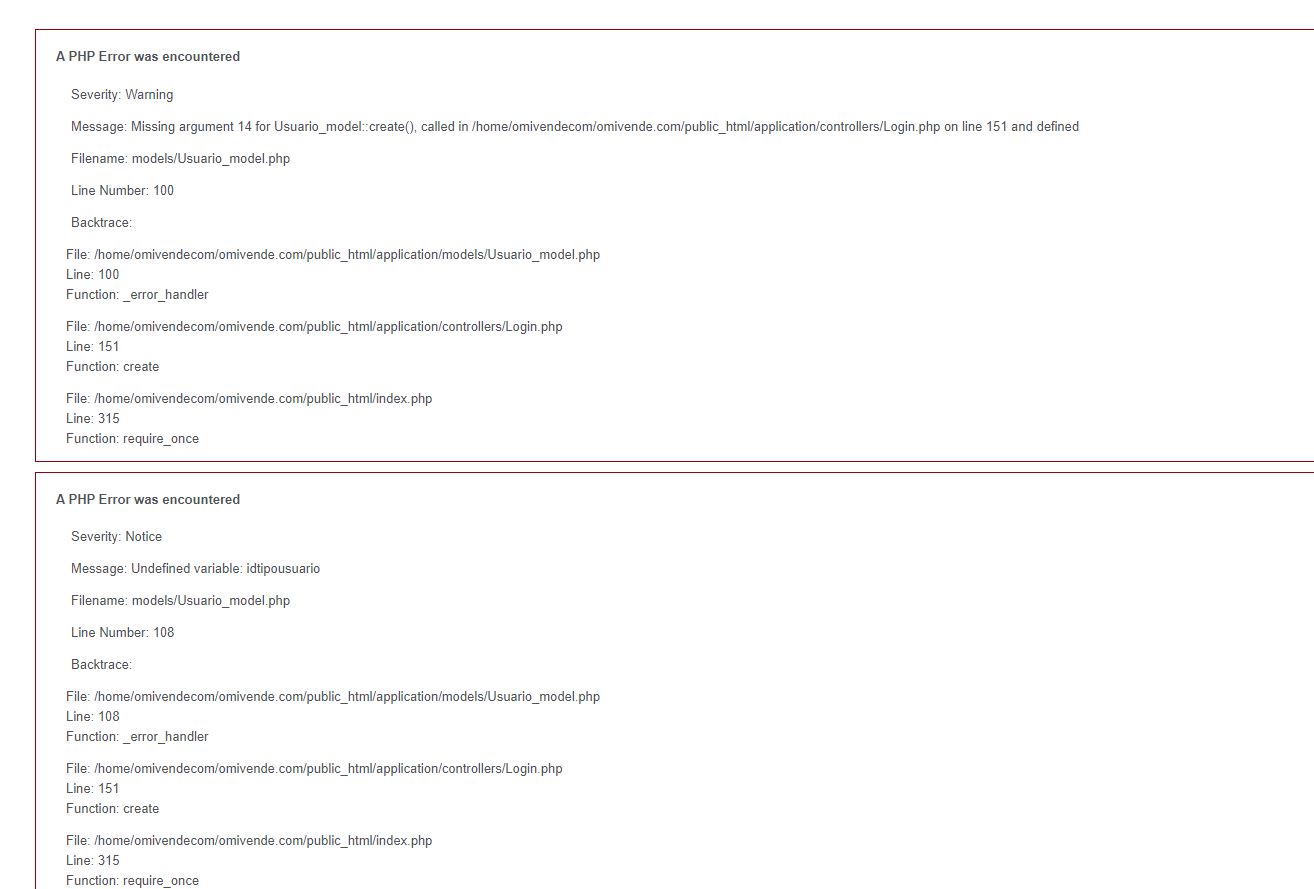 A PHP Error was encountered
Severity: Warning
Message: Missing argument 14 for Usuario_model::create(), called in /home/omivendecom/omivende.com/public_html/application/controllers/Login.php on line 151 and defined
Filename: models/Usuario_model.php
Line Number: 100
Backtrace:
File: /home/omivendecom/omivende.com/public_html/application/models/Usuario_model.php
Line: 100
Function: _error_handler
File: /home/omivendecom/omivende.com/public_html/application/controllers/Login.php
Line: 151
Function: create
File: /home/omivendecom/omivende.com/public_html/index.php
Line: 315
Function: require_once
A PHP Error was encountered
Severity: Notice
Message: Undefined variable: idtipousuario
Filename: models/Usuario_model.php
Line Number: 108
Backtrace:
File: /home/omivendecom/omivende.com/public_html/application/models/Usuario_model.php
Line: 108
Function: _error_handler
File: /home/omivendecom/omivende.com/public_html/application/controllers/Login.php
Line: 151
Function: create
File: /home/omivendecom/omivende.com/public_html/index.php
Line: 315
Function: require_once